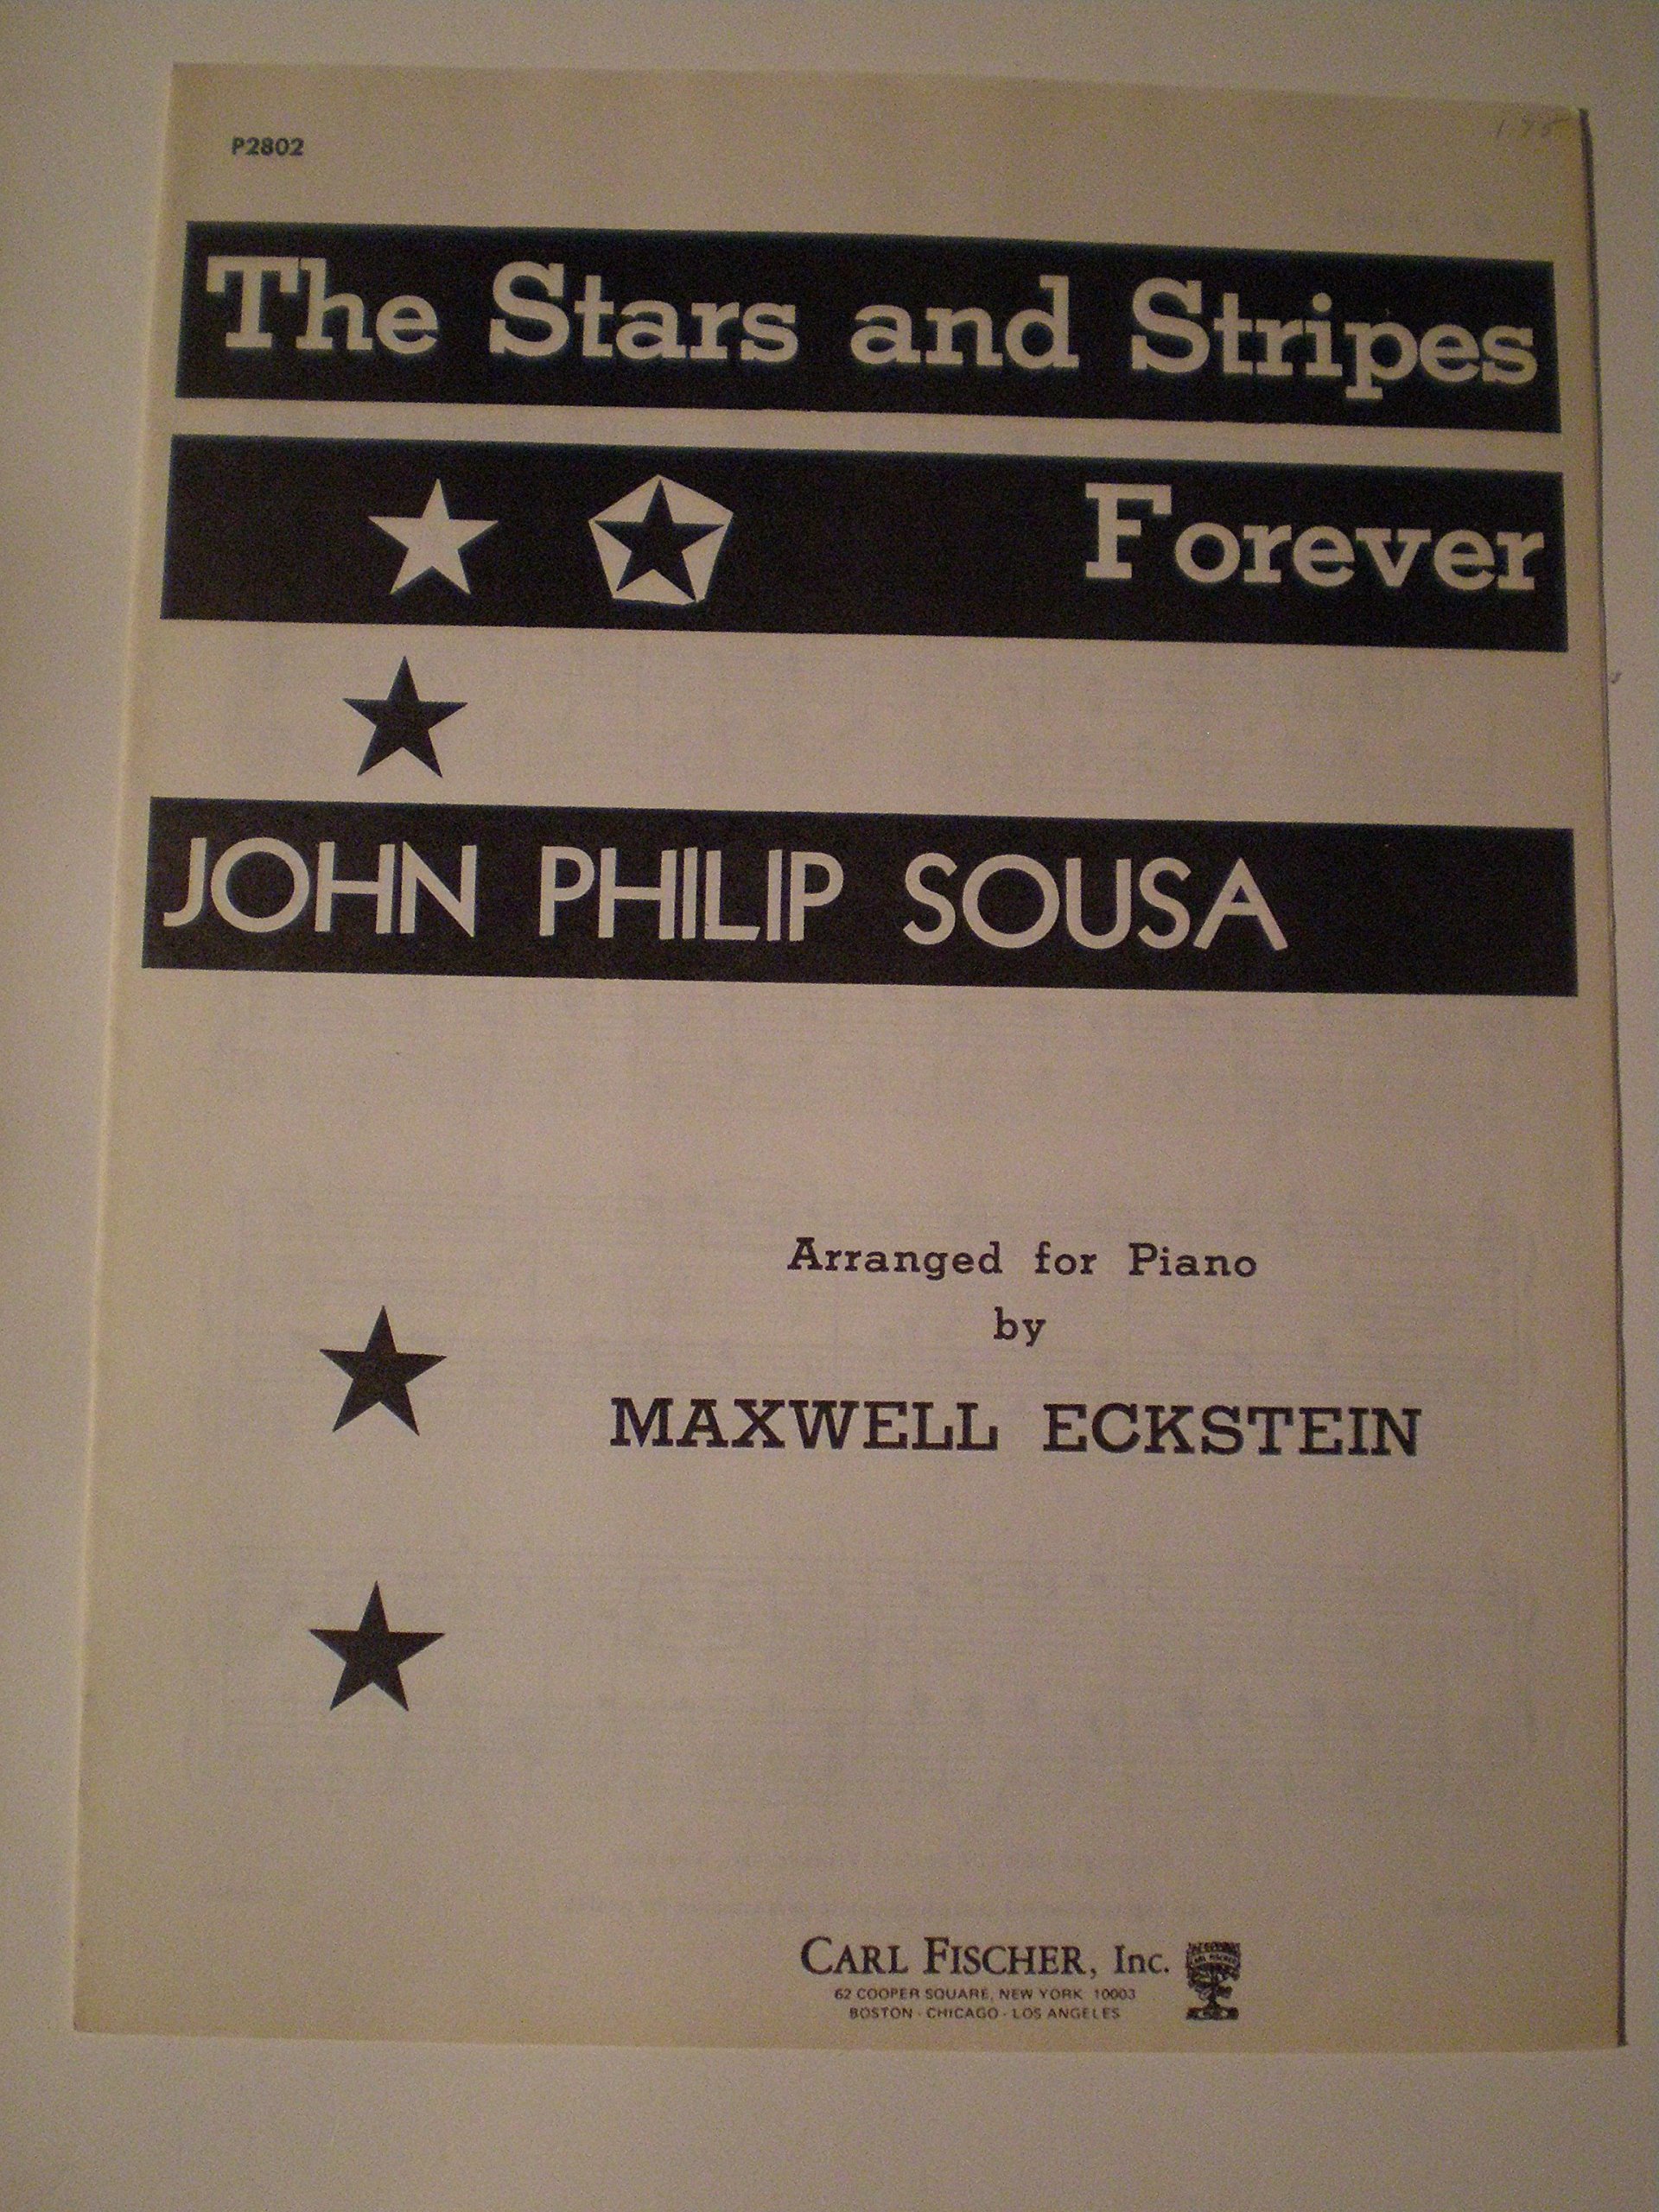 P2802
The Stars and Stripes
Forever
JOHN PHILIP SOUSA
Arranged for Piano
by
MAXWELL ECKSTEIN
CARL FISCHER, Inc.
62 COOPER SQUARE, NEW YORK 10003
BOSTON · CHICAGO · LOS ANGELES